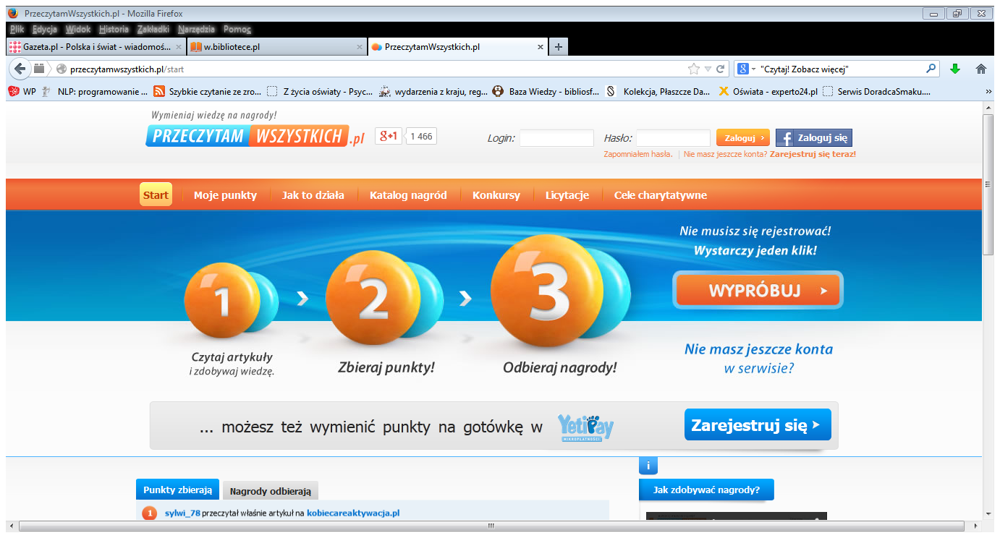 PrzeczytamWszystkich.pl - Mozilla Firefox
Plik Edycja Widok Historia Zakładki Narzędzia Pomoc
Gazeta.pl - Polska i świat - wiadomoś... w.bibliotece.pl PrzeczytamWszystkich.pl
przeczytamwszystkich.pl/start "Czytaj! Zobacz więcej"
WP NLP: programowanie ... Szybkie czytanie ze zro... Z życia oświaty - Psyc... wydarzenia z kraju, reg... Baza Wiedzy - bibliosf... Kolekcja, Płaszcze Da... Oświata - experto24.pl Serwis DoradcaSmaku.... »
Wymieniaj wiedzę na nagrody!
PRZECZYTAM WSZYSTKICH.pl g+1 1 466 Login: Hasło: Zaloguj › f Zaloguj się
Zapomniałem hasła. | Nie masz jeszcze konta? Zarejestruj się teraz!
Start Moje punkty Jak to działa Katalog nagród Konkursy Licytacje Cele charytatywne
Nie musisz się rejestrować!
Wystarczy jeden klik!
1 2 3 WYPRÓBUJ
Czytaj artykuły
i zdobywaj wiedzę.
Zbieraj punkty!
Odbieraj nagrody!
Nie masz jeszcze konta
w serwisie?
... możesz też wymienić punkty na gotówkę w YetiPay MIKROPŁATNOŚCI Zarejestruj się
i
Punkty zbierają Nagrody odbierają Jak zdobywać nagrody?
1 sylwi_78 przeczytał właśnie artykuł na kobiecareaktywacja.pl